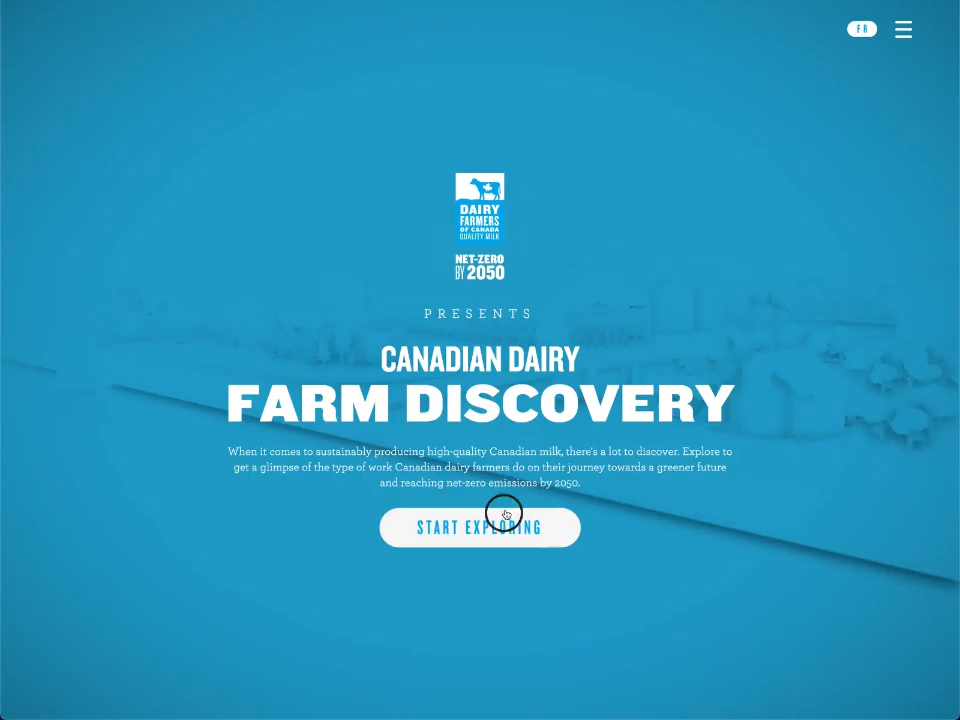 FR
DAIRY
FARMERS
OF CANADA
QUALITY MILK
NET-ZERO
BY 2050
PRESENTS
CANADIAN DAIRY
FARM DISCOVERY
When it comes to sustainably producing high-quality Canadian milk, there's a lot to discover. Explore to
get a glimpse of the type of work Canadian dairy farmers do on their journey towards a greener future
and reaching net-zero emissions by 2050.
START EXPLORING